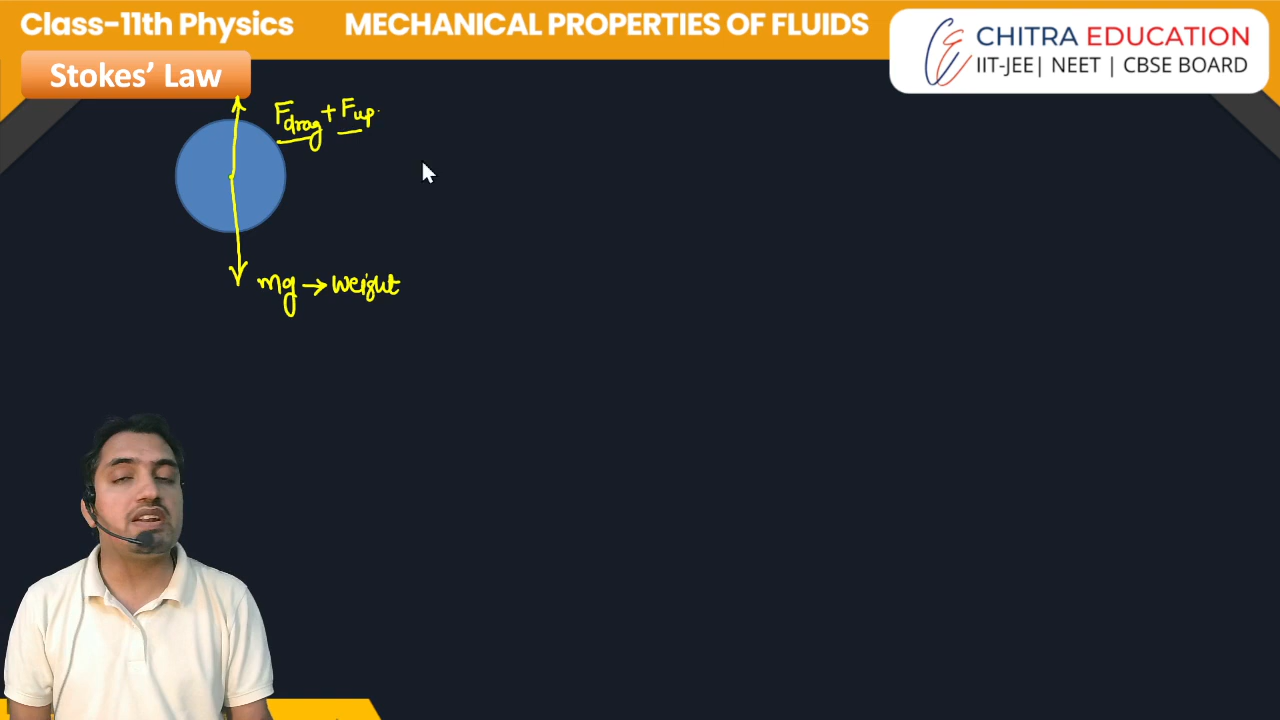 Class-11th Physics
MECHANICAL PROPERTIES OF FLUIDS
CHITRA EDUCATION
IIT-JEE| NEET | CBSE BOARD
Stokes’ Law
Fdrag + Fup.
mg → weight